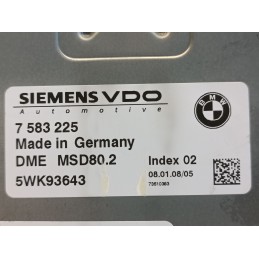 SIEMENS VDO
Automotive
BMW
7 583 225
Made in Germany
DME MSD80.2 Index 02
5WK93643 08.01.08/05